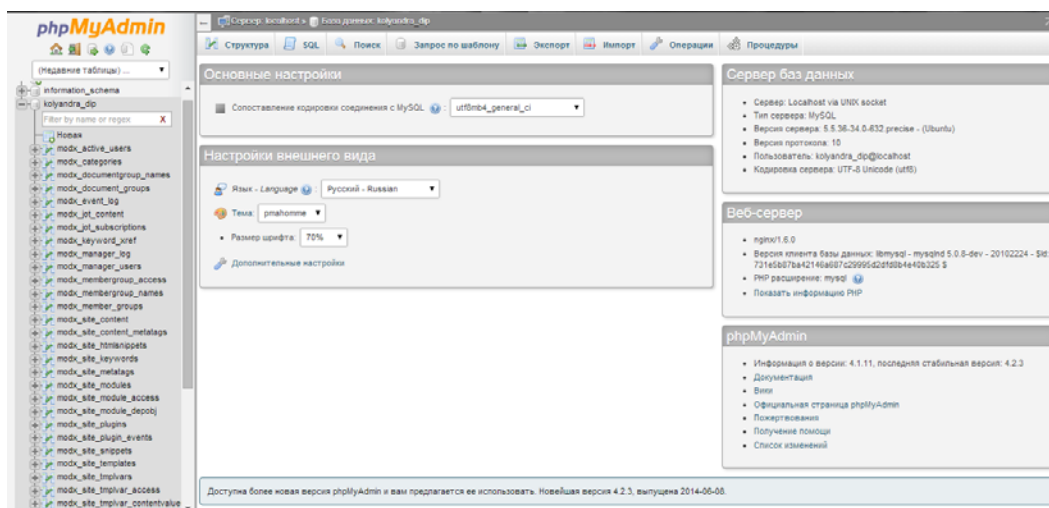 phpMyAdmin
(Недавние таблицы) ...
information_schema
kolyandra_dip
Filter by name or regex X
Новая
modx_active_users
modx_categories
modx_documentgroup_names
modx_document_groups
modx_event_log
modx_jot_content
modx_jot_subscriptions
modx_keyword_xref
modx_manager_log
modx_manager_users
modx_membergroup_access
modx_membergroup_names
modx_member_groups
modx_site_content
modx_site_content_metatags
modx_site_htmlsnippets
modx_site_keywords
modx_site_metatags
modx_site_modules
modx_site_module_access
modx_site_module_depobj
modx_site_plugins
modx_site_plugin_events
modx_site_snippets
modx_site_templates
modx_site_tmplvars
modx_site_tmplvar_access
modx_site_tmplvar_contentvalue
Сервер: localhost » База данных: kolyandra_dip
Структура SQL Поиск Запрос по шаблону Экспорт Импорт Операции Процедуры
Основные настройки
Сопоставление кодировки соединения с MySQL : utf8mb4_general_ci
Настройки внешнего вида
Язык - Language : Русский - Russian
Тема: pmahomme
Размер шрифта: 70%
Дополнительные настройки
Сервер баз данных
Сервер: Localhost via UNIX socket
Тип сервера: MySQL
Версия сервера: 5.5.36-34.0-632.precise - (Ubuntu)
Версия протокола: 10
Пользователь: kolyandra_dip@localhost
Кодировка сервера: UTF-8 Unicode (utf8)
Веб-сервер
nginx/1.6.0
Версия клиента базы данных: libmysql - mysqlnd 5.0.8-dev - 20102224 - $Id:
731e5b87ba42146a687c29995d2dfd8b4e40b325 $
PHP расширение: mysql
Показать информацию PHP
phpMyAdmin
Информация о версии: 4.1.11, последняя стабильная версия: 4.2.3
Документация
Вики
Официальная страница phpMyAdmin
Пожертвования
Получение помощи
Список изменений
Доступна более новая версия phpMyAdmin и вам предлагается ее использовать. Новейшая версия 4.2.3, выпущена 2014-06-08.